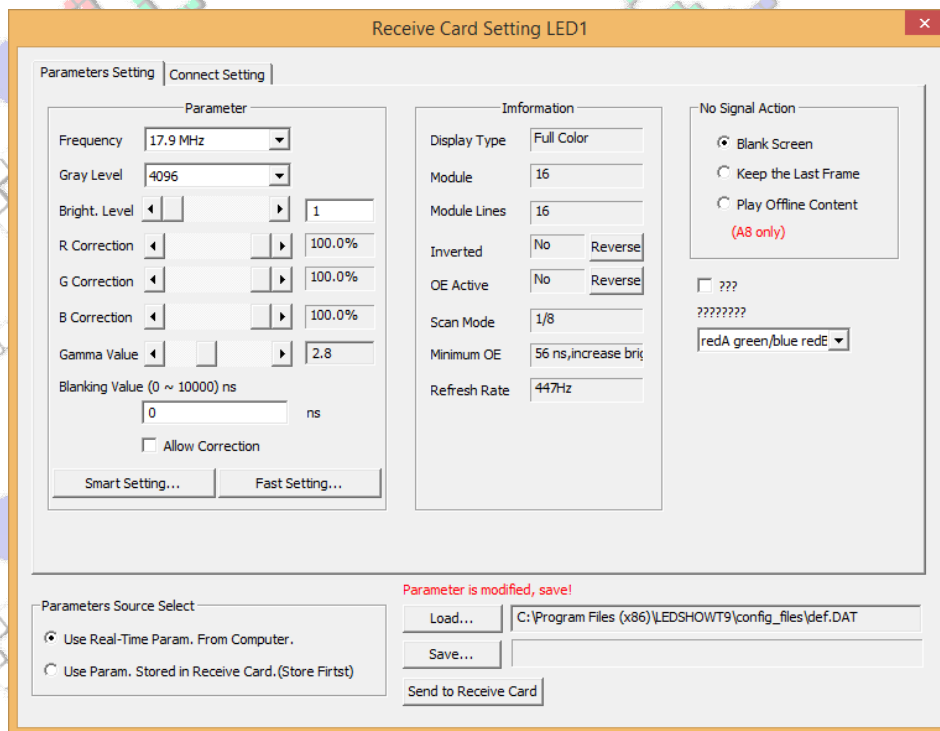 Receive Card Setting LED1
Parameters Setting
Connect Setting
Parameter
Frequency 17.9 MHz
Gray Level 4096
Bright. Level 1
R Correction 100.0%
G Correction 100.0%
B Correction 100.0%
Gamma Value 2.8
Blanking Value (0 ~ 10000) ns
0 ns
Allow Correction
Smart Setting... Fast Setting...
Imformation
Display Type Full Color
Module 16
Module Lines 16
Inverted No Reverse
OE Active No Reverse
Scan Mode 1/8
Minimum OE 56 ns,increase brig
Refresh Rate 447Hz
No Signal Action
Blank Screen
Keep the Last Frame
Play Offline Content
(A8 only)
???
????????
redA green/blue redB
Parameters Source Select
Use Real-Time Param. From Computer.
Use Param. Stored in Receive Card.(Store Firtst)
Parameter is modified, save!
Load... C:\Program Files (x86)\LEDSHOWT9\config_files\def.DAT
Save...
Send to Receive Card